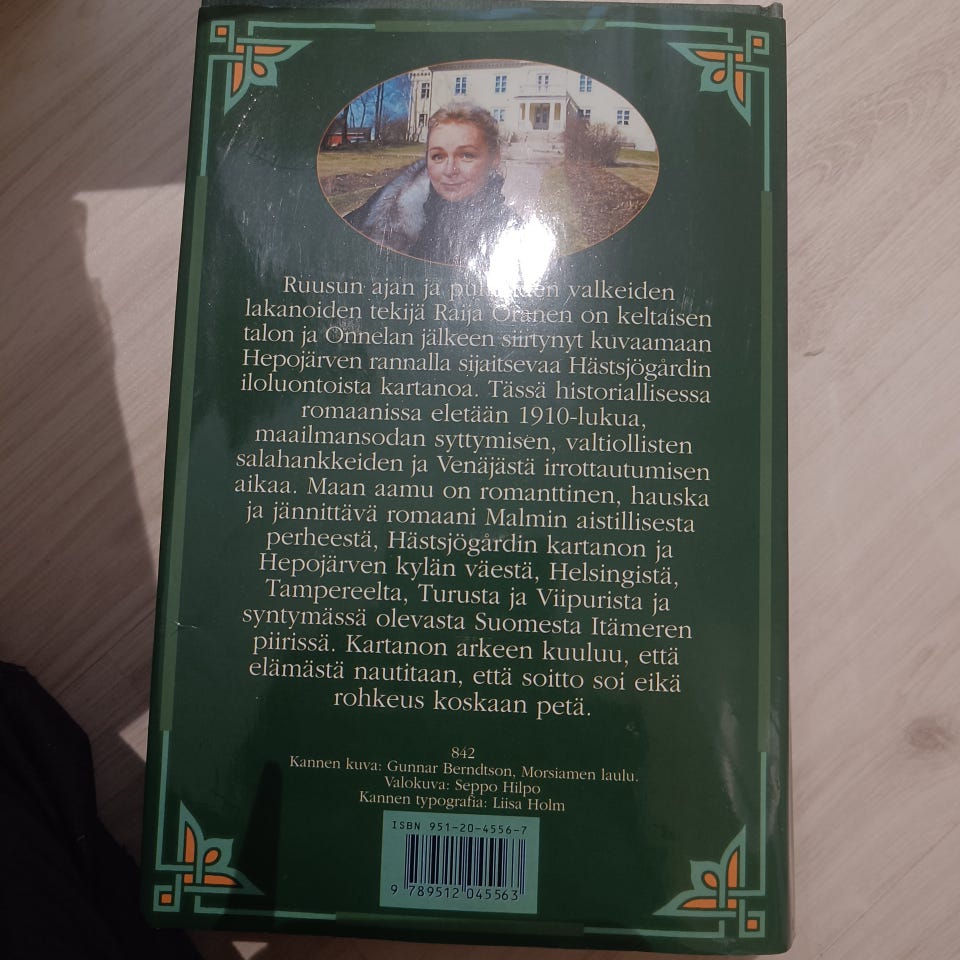 Ruusun ajan ja valkeiden
lakanoiden tekijä Raija Oranen on keltaisen
talon ja Onnelan jälkeen siirtynyt kuvaamaan
Hepojärven rannalla sijaitsevaa Hästsjögårdin
iloluontoista kartanoa. Tässä historiallisessa
romaanissa eletään 1910-lukua,
maailmansodan syttymisen, valtiollisten
salahankkeiden ja Venäjästä irrottautumisen
aikaa. Maan aamu on romanttinen, hauska
ja jännittävä romaani Malmin aistillisesta
perheestä, Hästsjögårdin kartanon ja
Hepojärven kylän väestä, Helsingistä,
Tampereelta, Turusta ja Viipurista ja
syntymässä olevasta Suomesta Itämeren
piirissä. Kartanon arkeen kuuluu, että
elämästä nautitaan, että soitto soi eikä
rohkeus koskaan petä.
842
Kannen kuva: Gunnar Berndtson, Morsiamen laulu.
Valokuva: Seppo Hilpo
Kannen typografia: Liisa Holm
ISBN 951-20-4556-7
9 789512 045563